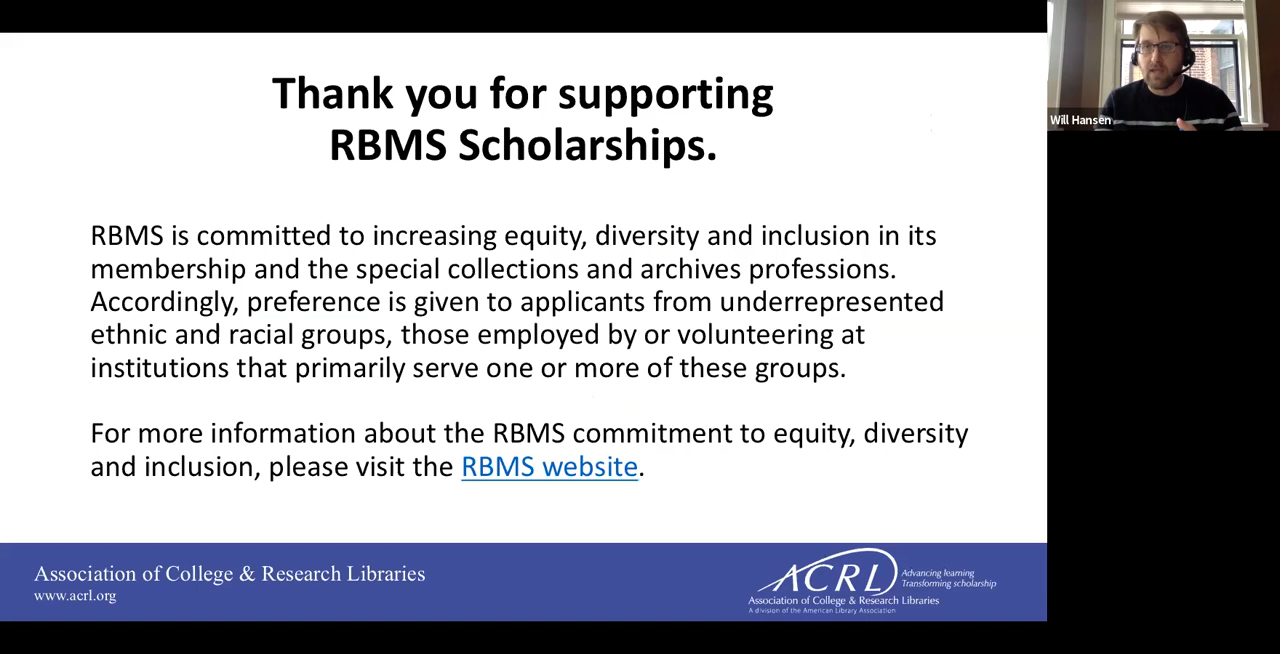 Thank you for supporting
RBMS Scholarships.
RBMS is committed to increasing equity, diversity and inclusion in its
membership and the special collections and archives professions.
Accordingly, preference is given to applicants from underrepresented
ethnic and racial groups, those employed by or volunteering at
institutions that primarily serve one or more of these groups.
For more information about the RBMS commitment to equity, diversity
and inclusion, please visit the RBMS website.
Association of College & Research Libraries
www.acrl.org
ACRL
Advancing learning
Transforming scholarship
Association of College & Research Libraries
A division of the American Library Association
Will Hansen